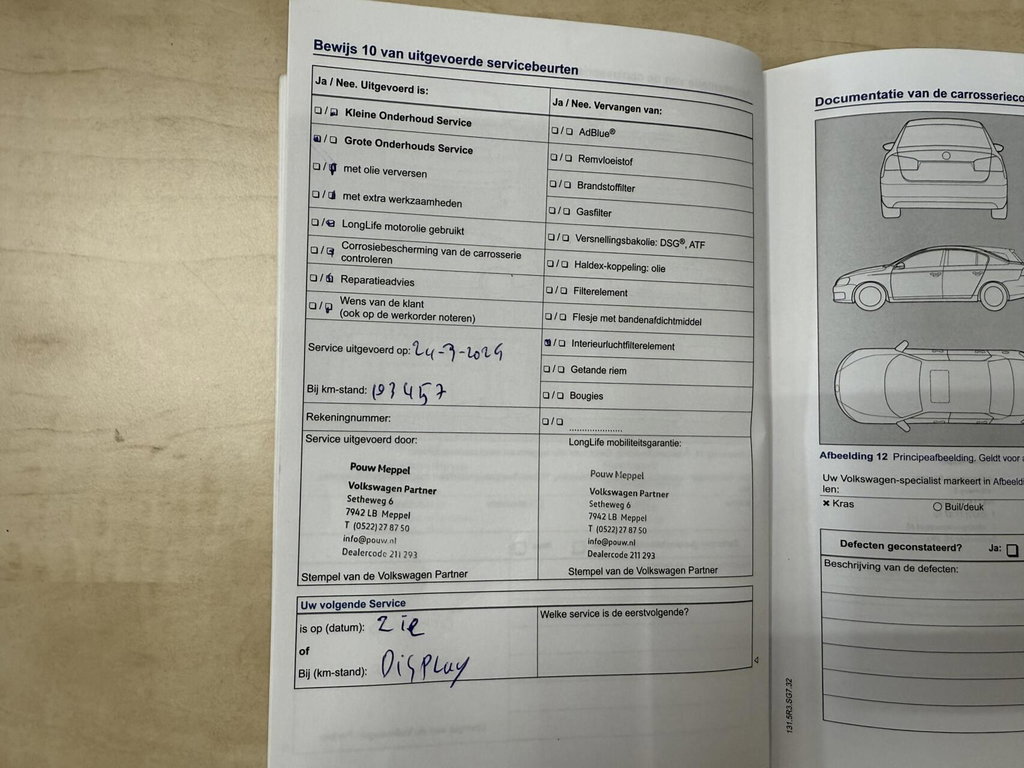 Bewijs 10 van uitgevoerde servicebeurten
Ja / Nee. Uitgevoerd is:
Kleine Onderhoud Service
Grote Onderhouds Service
met olie verversen
met extra werkzaamheden
LongLife motorolie gebruikt
Corrosiebescherming van de carrosserie
controleren
Reparatieadvies
Wens van de klant
(ook op de werkorder noteren)
Service uitgevoerd op:
Bij km-stand: 193457
Rekeningnummer:
Ja / Nee. Vervangen van:
AdBlue®
Remvloeistof
Brandstoffilter
Gasfilter
Versnellingsbakolie: DSG®, ATF
Haldex-koppeling: olie
Filterelement
Flesje met bandenafdichtmiddel
Interieurluchtfilterelement
Getande riem
Bougies
Service uitgevoerd door:
Pouw Meppel
Volkswagen Partner
Setheweg 6
7942 LB Meppel
T (0522) 27 87 50
info@pouw.nl
Dealercode 211 293
Stempel van de Volkswagen Partner
LongLife mobiliteitsgarantie:
Pouw Meppel
Volkswagen Partner
Setheweg 6
7942 LB Meppel
T (0522) 27 87 50
info@pouw.nl
Dealercode 211 293
Stempel van de Volkswagen Partner
Uw volgende Service
is op (datum): zie
of
Bij (km-stand): Display
Welke service is de eerstvolgende?
131.5R3.SG7.32
Documentatie van de carrosserieco
Afbeelding 12 Principeafbeelding. Geldt voor a
Uw Volkswagen-specialist markeert in Afbeeldi
len:
Kras
Buil/deuk
Defecten geconstateerd? Ja:
Beschrijving van de defecten: